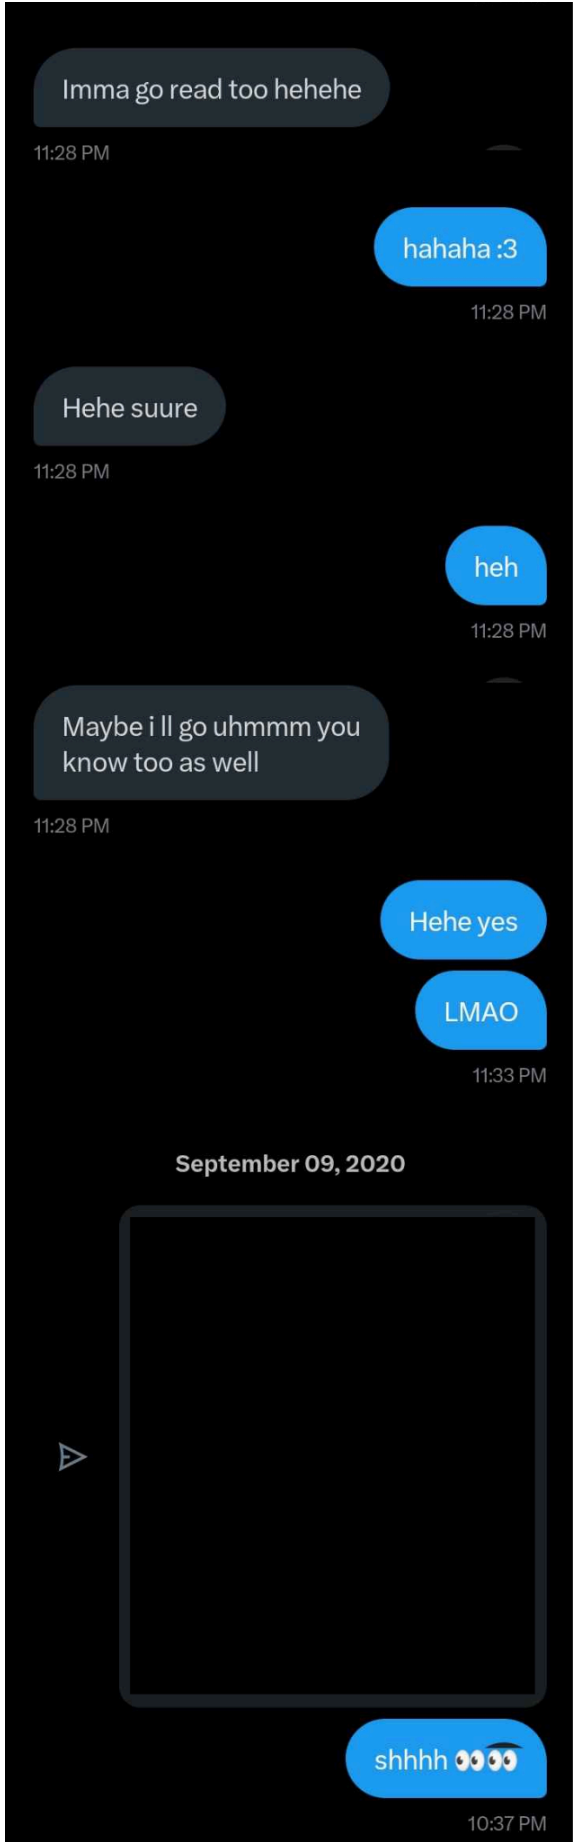 Imma go read too hehehe
11:28 PM
hahaha :3
11:28 PM
Hehe suure
11:28 PM
heh
11:28 PM
Maybe i ll go uhmmm you
know too as well
11:28 PM
Hehe yes
LMAO
11:33 PM
September 09, 2020
shhhh 👀👀
10:37 PM